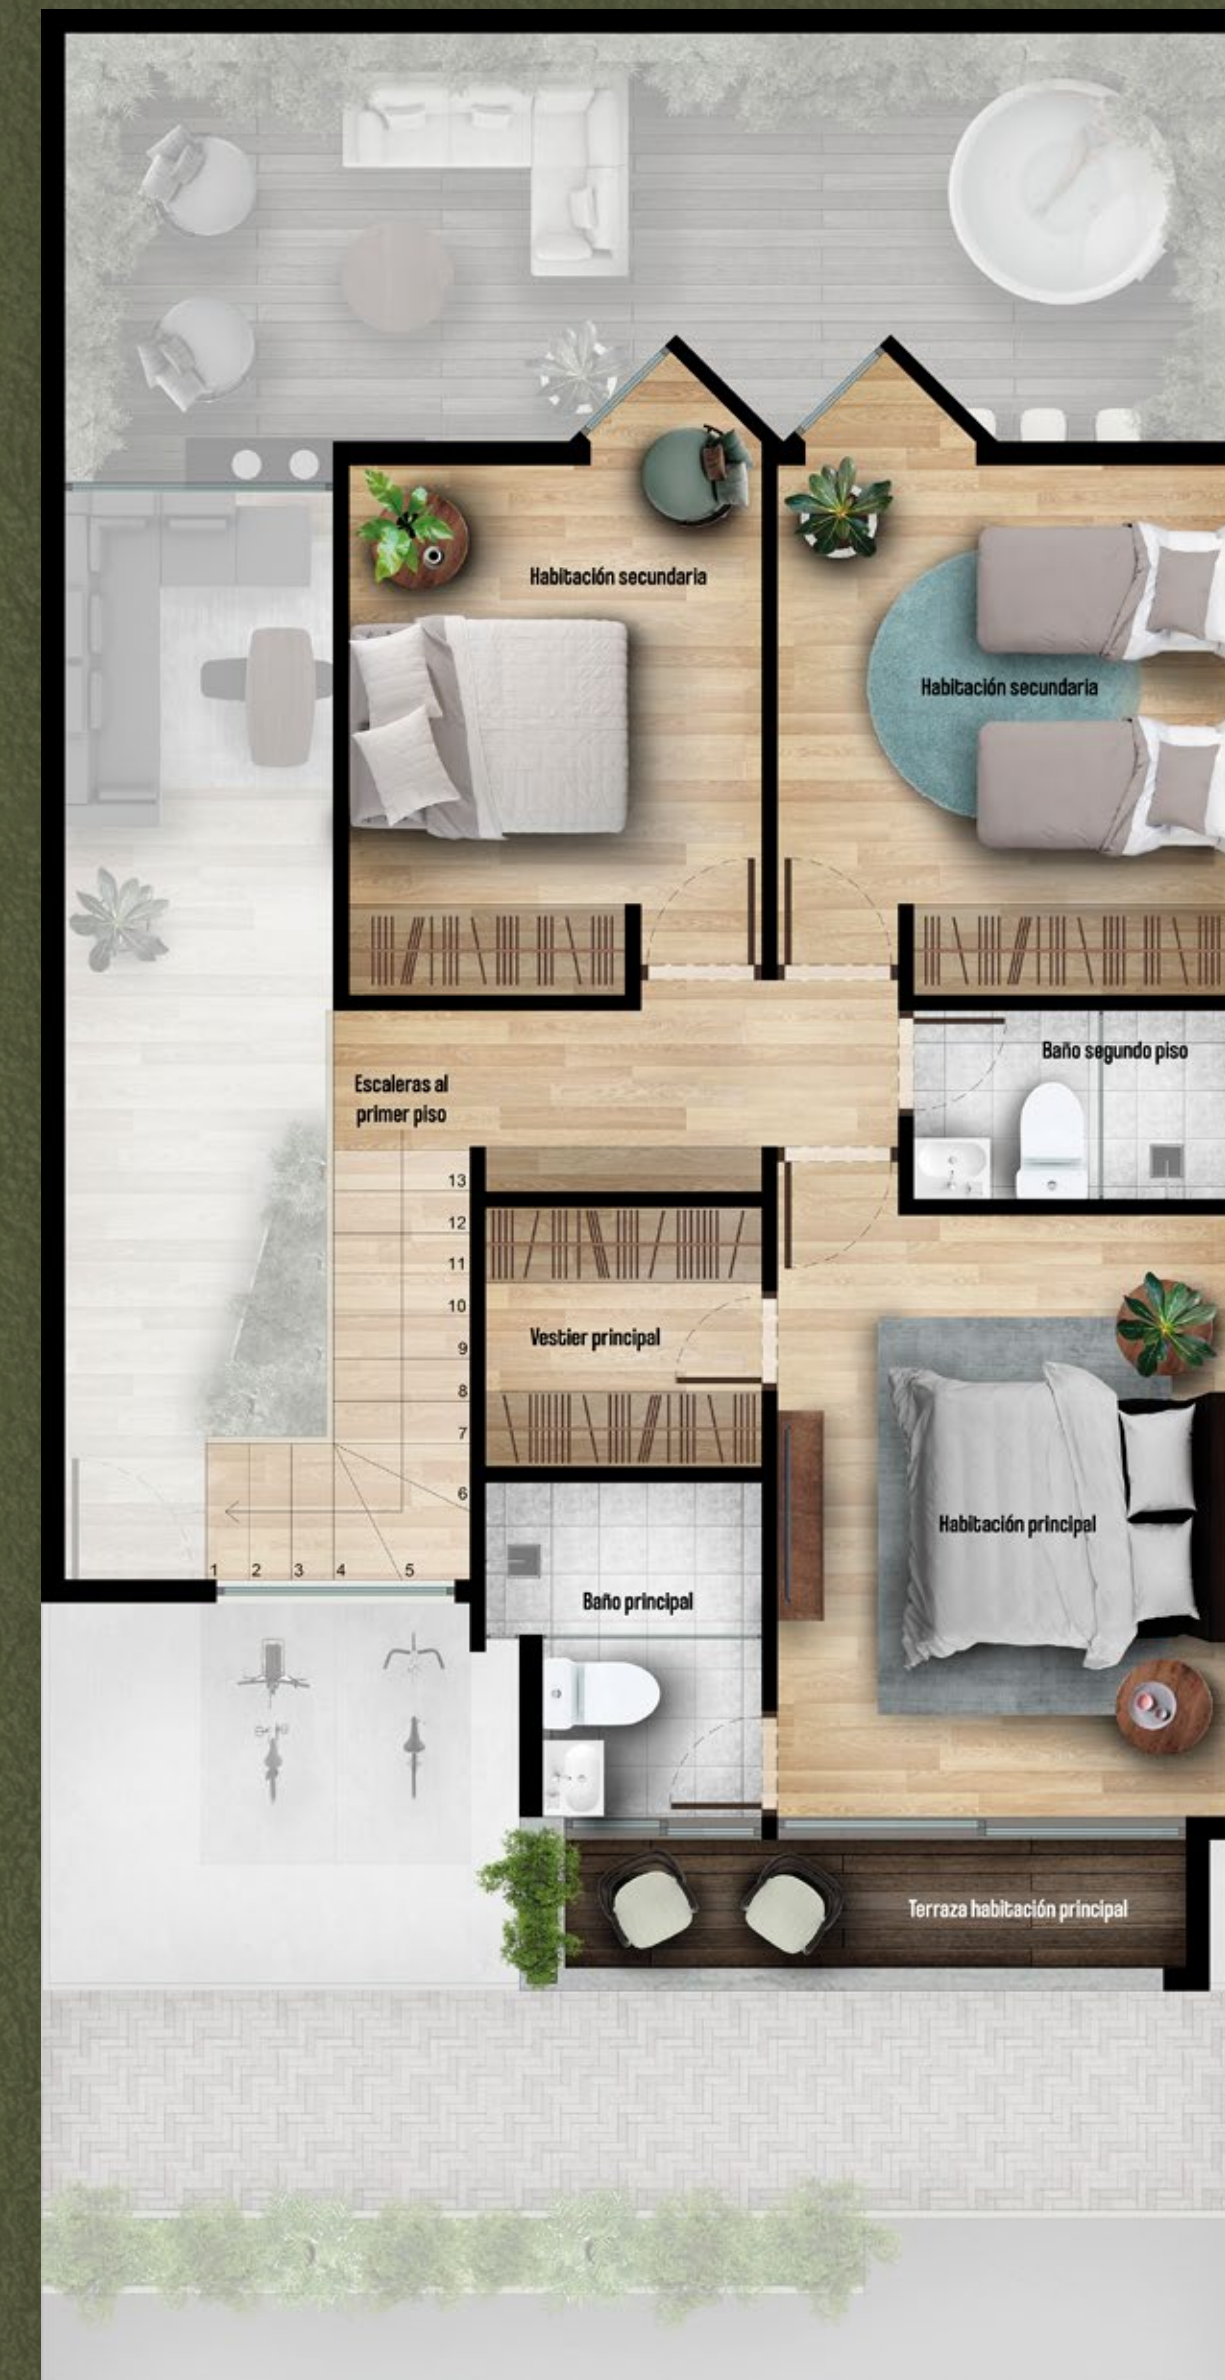 Habitación secundaria
Habitación secundaria
Baño segundo piso
Escaleras al
primer piso
13
12
11
10
9
8
7
6
Vestier principal
Habitación principal
1 2 3 4 5
Baño principal
Terraza habitación principal